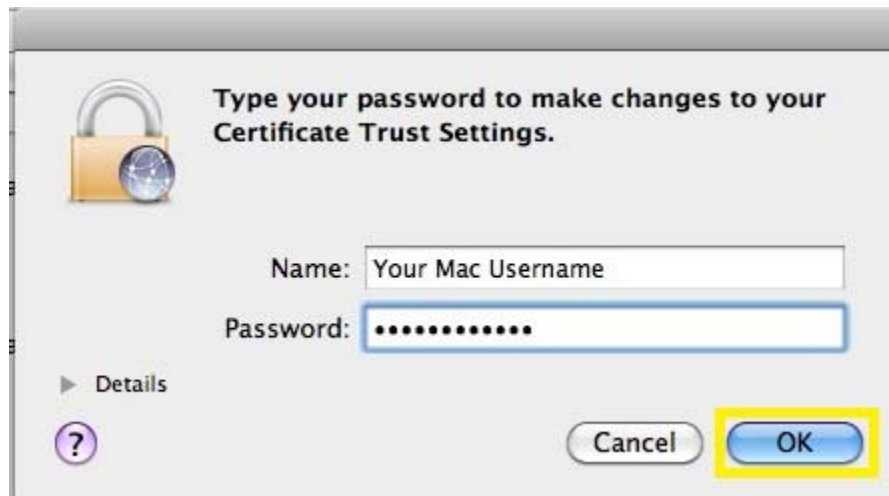 Type your password to make changes to your
Certificate Trust Settings.
Name: Your Mac Username
Password: ••••••••••••
Details
?
Cancel OK